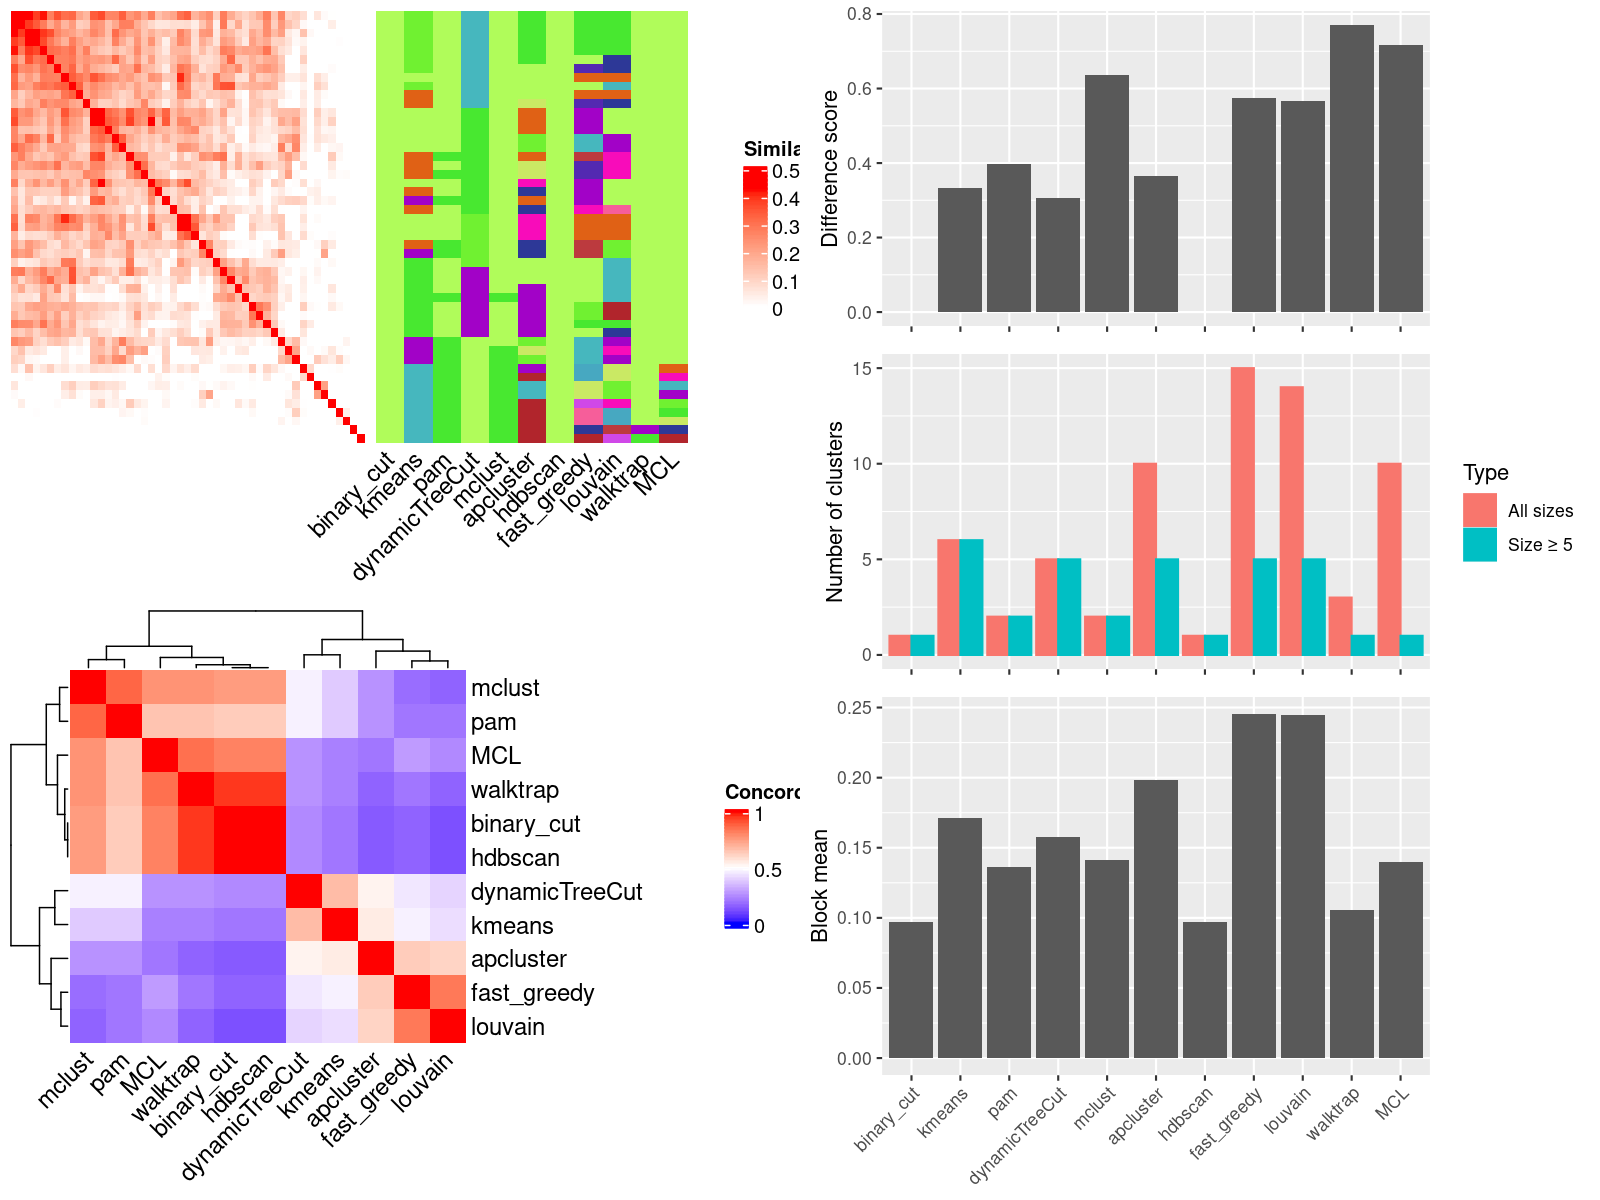 Simila
0.5
0.4
0.3
0.2
0.1
0
binary_cut
kmeans
pam
dynamicTreeCut
mclust
apcluster
hdbscan
fast_greedy
louvain
walktrap
MCL
Difference score
0.8
0.6
0.4
0.2
0.0
Number of clusters
15
10
5
0
Type
All sizes
Size ≥ 5
mclust
pam
MCL
walktrap
binary_cut
hdbscan
dynamicTreeCut
kmeans
apcluster
fast_greedy
louvain
mclust
pam
MCL
walktrap
binary_cut
hdbscan
dynamicTreeCut
kmeans
apcluster
fast_greedy
louvain
Concord
1
0.5
0
Block mean
0.25
0.20
0.15
0.10
0.05
0.00
binary_cut
kmeans
pam
dynamicTreeCut
mclust
apcluster
hdbscan
fast_greedy
louvain
walktrap
MCL